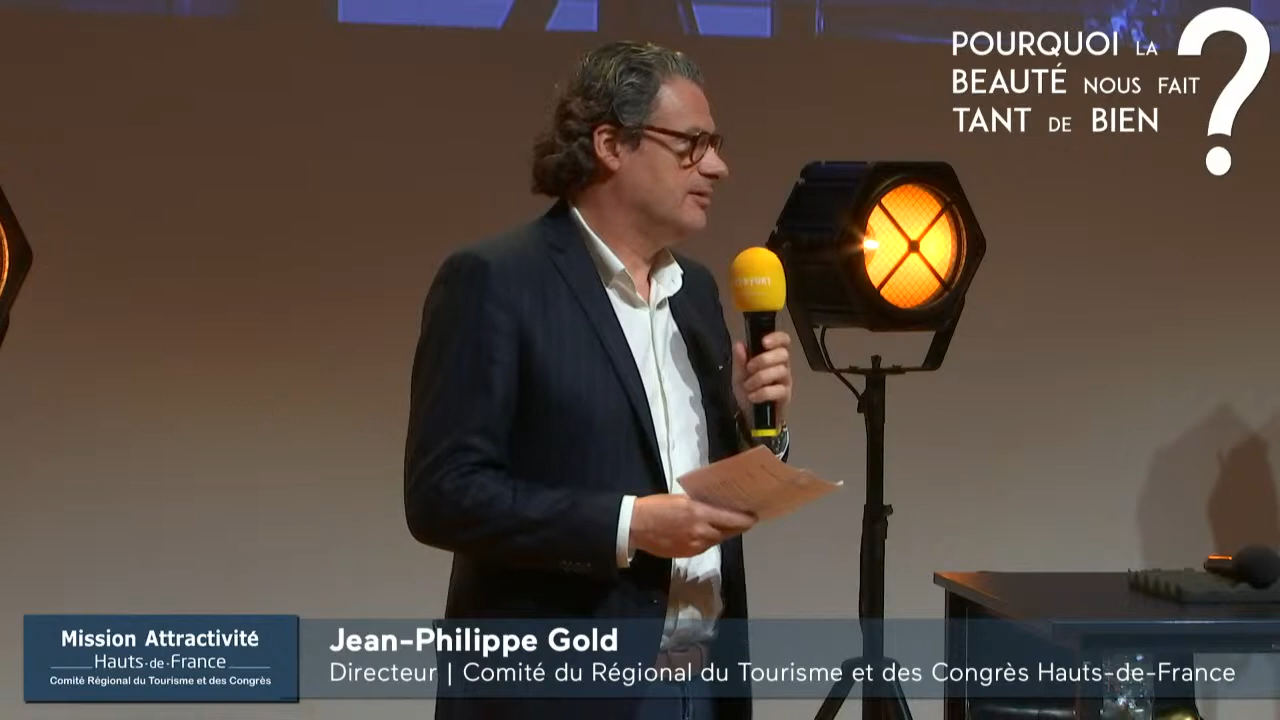 POURQUOI LA
BEAUTÉ NOUS FAIT
TANT DE BIEN ?
Mission Attractivité
Hauts-de-France
Comité Régional du Tourisme et des Congrès
Jean-Philippe Gold
Directeur | Comité du Régional du Tourisme et des Congrès Hauts-de-France